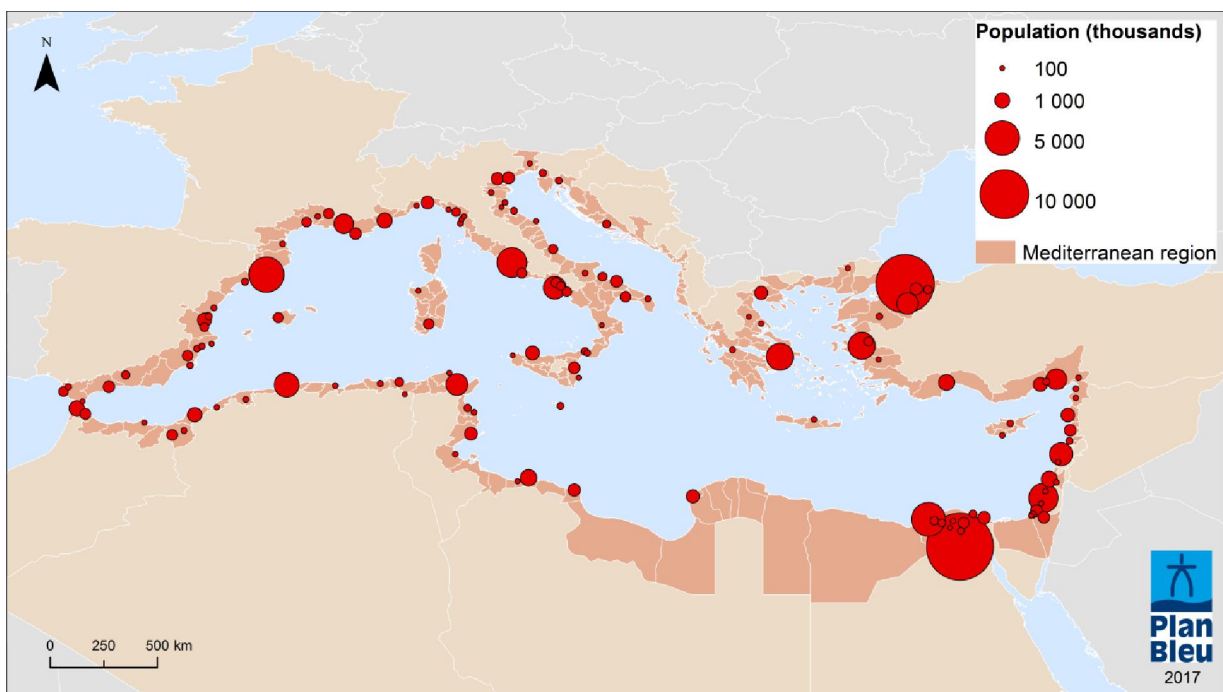 N
Population (thousands)
100
1 000
5 000
10 000
Mediterranean region
0 250 500 km
Plan
Bleu
2017